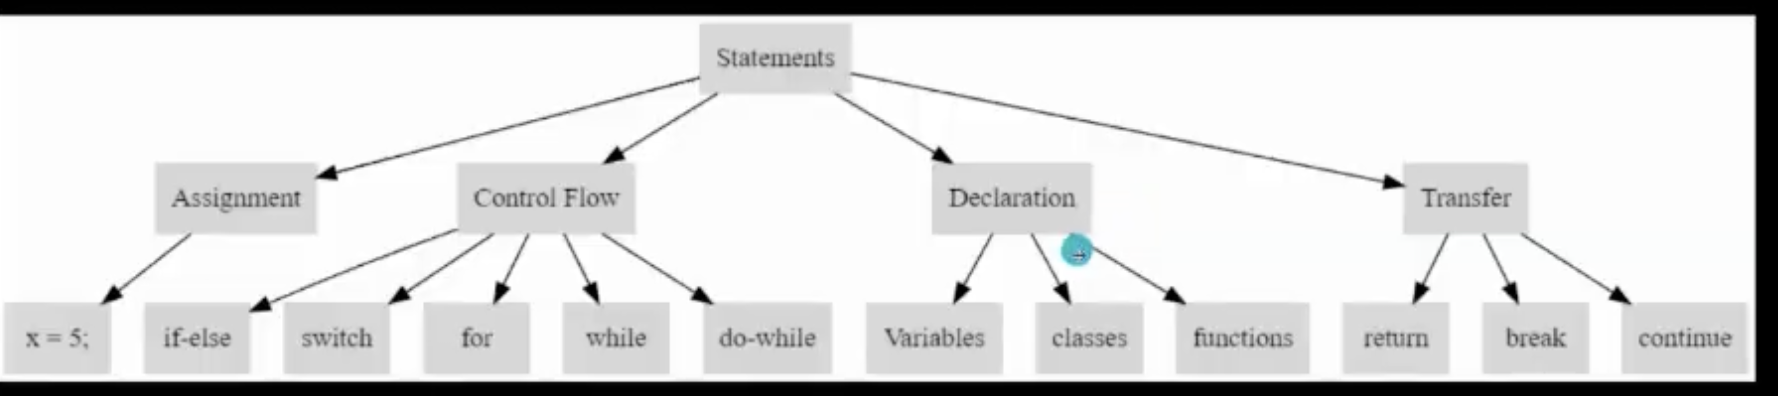 Statements
Assignment
Control Flow
Declaration
Transfer
x = 5;
if-else
switch
for
while
do-while
Variables
classes
functions
return
break
continue